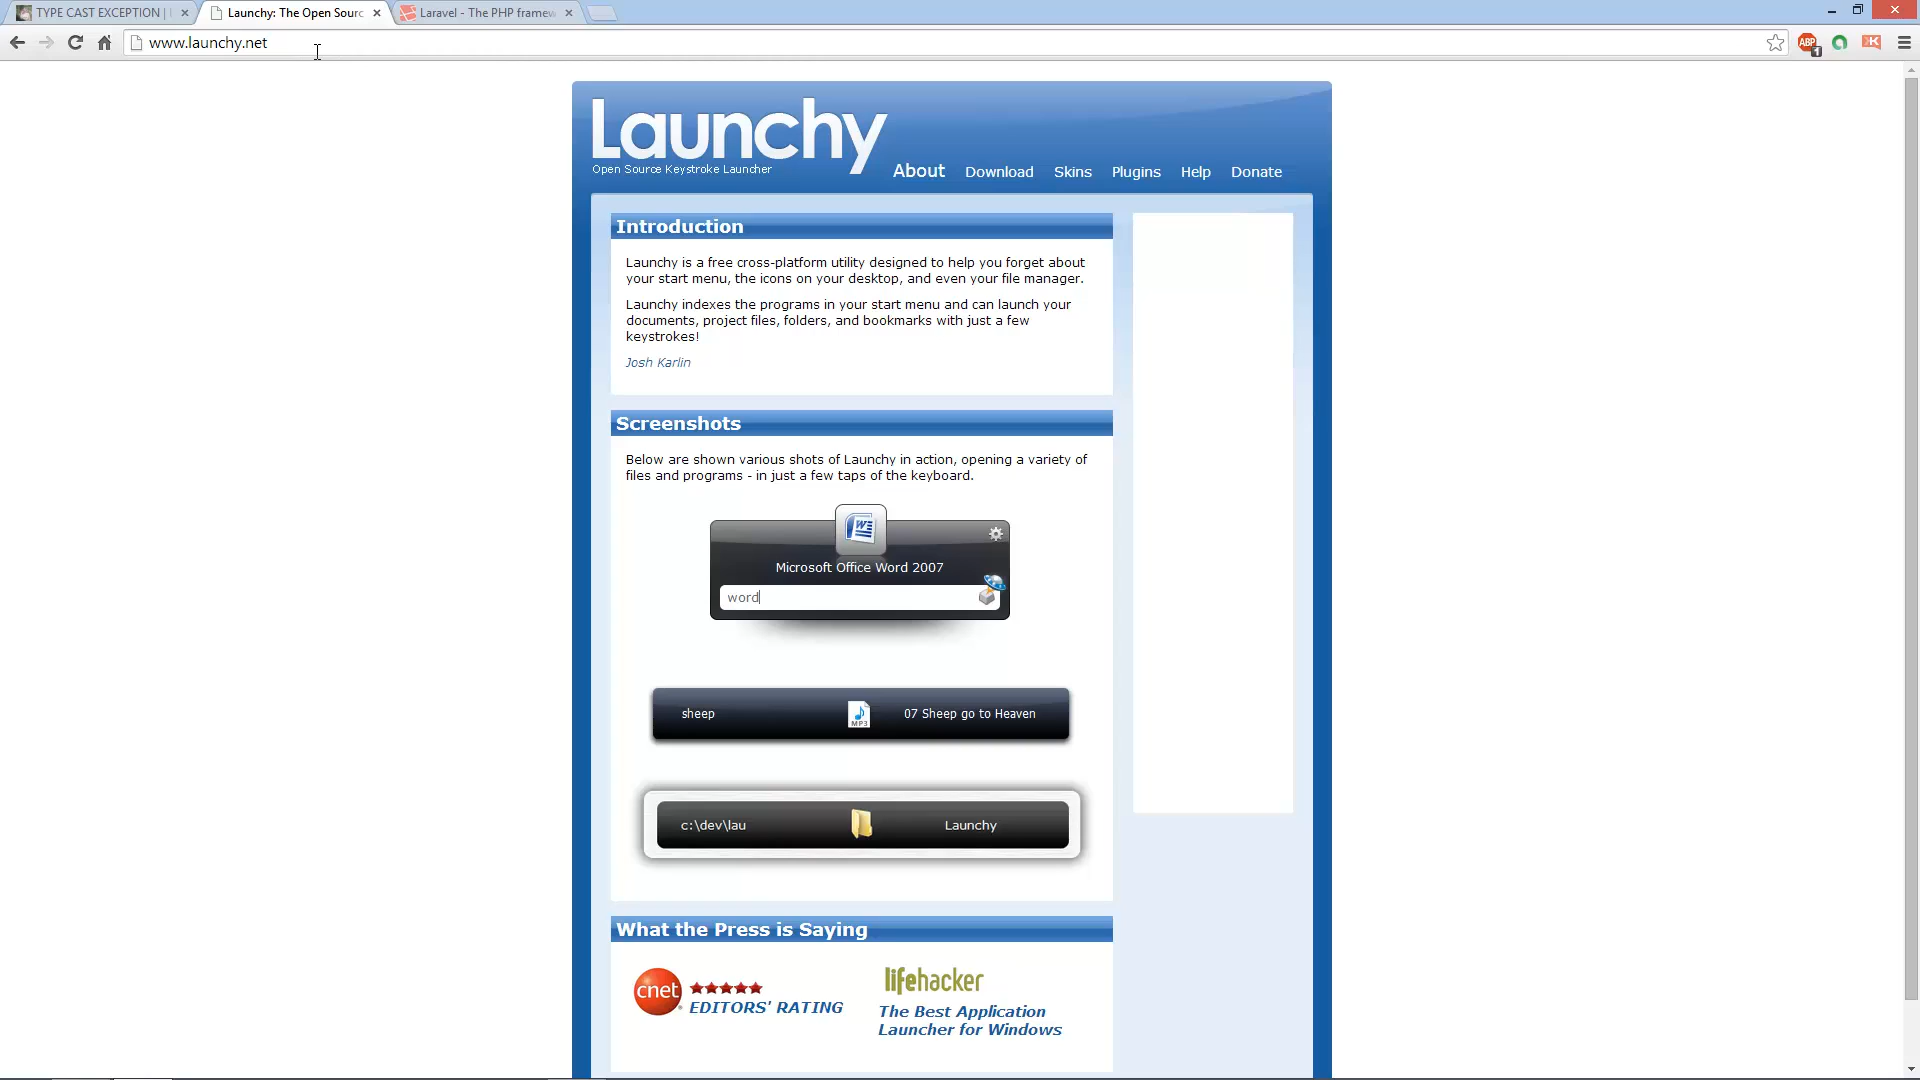 TYPE CAST EXCEPTION |
Launchy: The Open Sourc
Laravel - The PHP framew
www.launchy.net
ABP
1
K
Launchy
Open Source Keystroke Launcher
About
Download
Skins
Plugins
Help
Donate
Introduction
Launchy is a free cross-platform utility designed to help you forget about
your start menu, the icons on your desktop, and even your file manager.
Launchy indexes the programs in your start menu and can launch your
documents, project files, folders, and bookmarks with just a few
keystrokes!
Josh Karlin
Screenshots
Below are shown various shots of Launchy in action, opening a variety of
files and programs - in just a few taps of the keyboard.
W
Microsoft Office Word 2007
word
sheep
MP3
07 Sheep go to Heaven
c:\dev\lau
Launchy
What the Press is Saying
cnet
EDITORS' RATING
lifehacker
The Best Application
Launcher for Windows